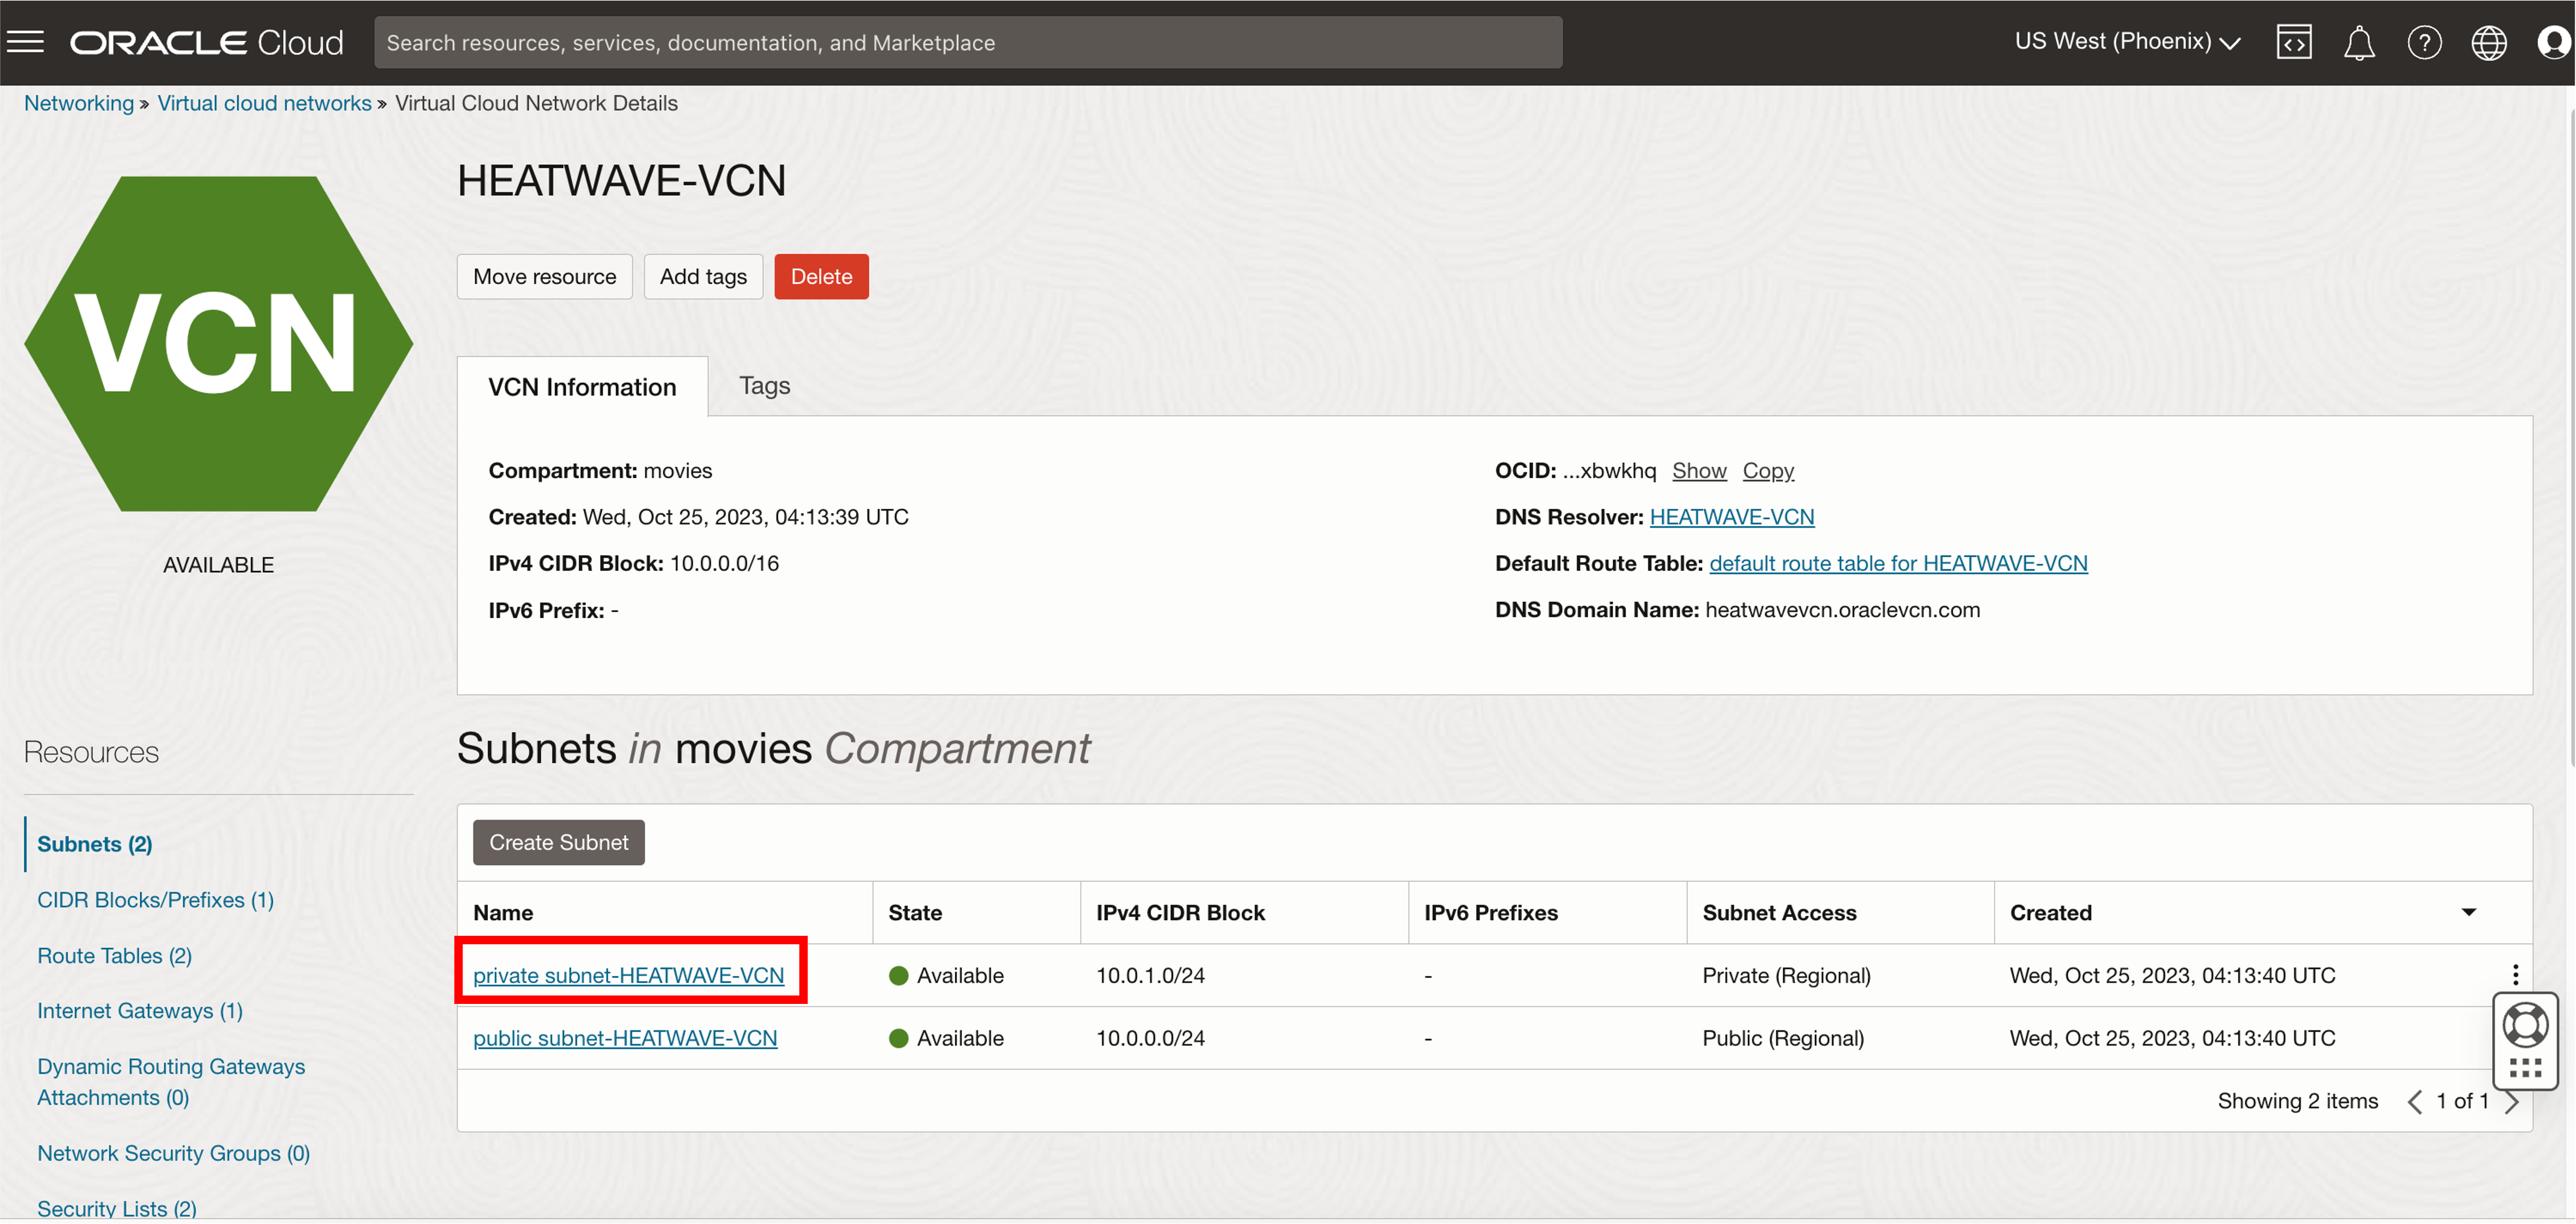 ORACLE Cloud
Search resources, services, documentation, and Marketplace
US West (Phoenix)
Networking » Virtual cloud networks » Virtual Cloud Network Details
VCN
AVAILABLE
HEATWAVE-VCN
Move resource
Add tags
Delete
VCN Information
Tags
Compartment: movies
Created: Wed, Oct 25, 2023, 04:13:39 UTC
IPv4 CIDR Block: 10.0.0.0/16
IPv6 Prefix: -
OCID: ...xbwkhq Show Copy
DNS Resolver: HEATWAVE-VCN
Default Route Table: default route table for HEATWAVE-VCN
DNS Domain Name: heatwavevcn.oraclevcn.com
Resources
Subnets (2)
CIDR Blocks/Prefixes (1)
Route Tables (2)
Internet Gateways (1)
Dynamic Routing Gateways
Attachments (0)
Network Security Groups (0)
Security Lists (2)
Subnets in movies Compartment
Create Subnet
Name State IPv4 CIDR Block IPv6 Prefixes Subnet Access Created
private subnet-HEATWAVE-VCN Available 10.0.1.0/24 - Private (Regional) Wed, Oct 25, 2023, 04:13:40 UTC
public subnet-HEATWAVE-VCN Available 10.0.0.0/24 - Public (Regional) Wed, Oct 25, 2023, 04:13:40 UTC
Showing 2 items < 1 of 1 >